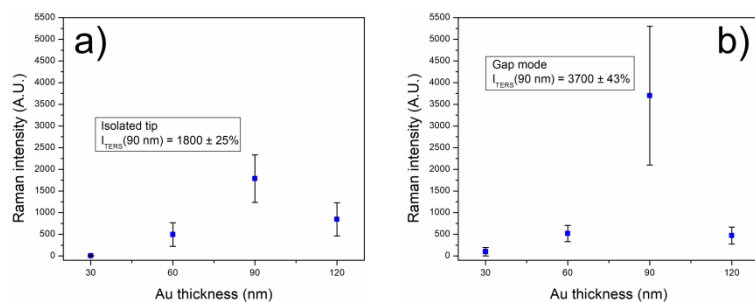 a)
Raman intensity (A.U.)
5500
5000
4500
4000
3500
3000
2500
2000
1500
1000
500
0
Isolated tip
I_TERS(90 nm) = 1800 ± 25%
30 60 90 120
Au thickness (nm)
b)
Raman intensity (A.U.)
5500
5000
4500
4000
3500
3000
2500
2000
1500
1000
500
0
Gap mode
I_TERS(90 nm) = 3700 ± 43%
30 60 90 120
Au thickness (nm)